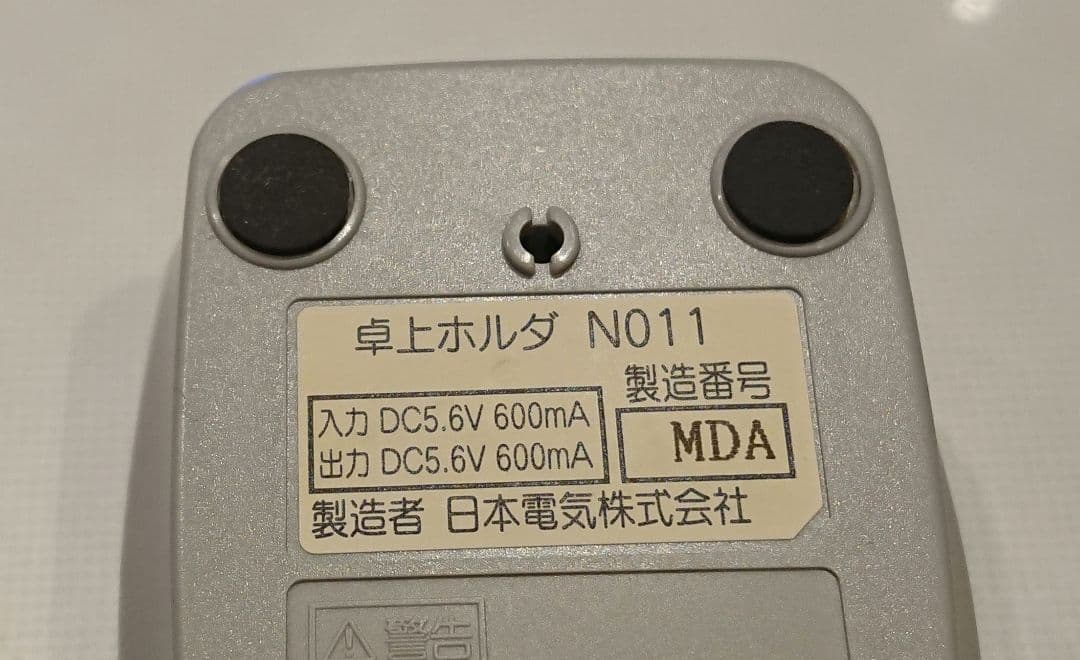 卓上ホルダ N011
製造番号
MDA
入力 DC5.6V 600mA
出力 DC5.6V 600mA
製造者 日本電気株式会社
警告